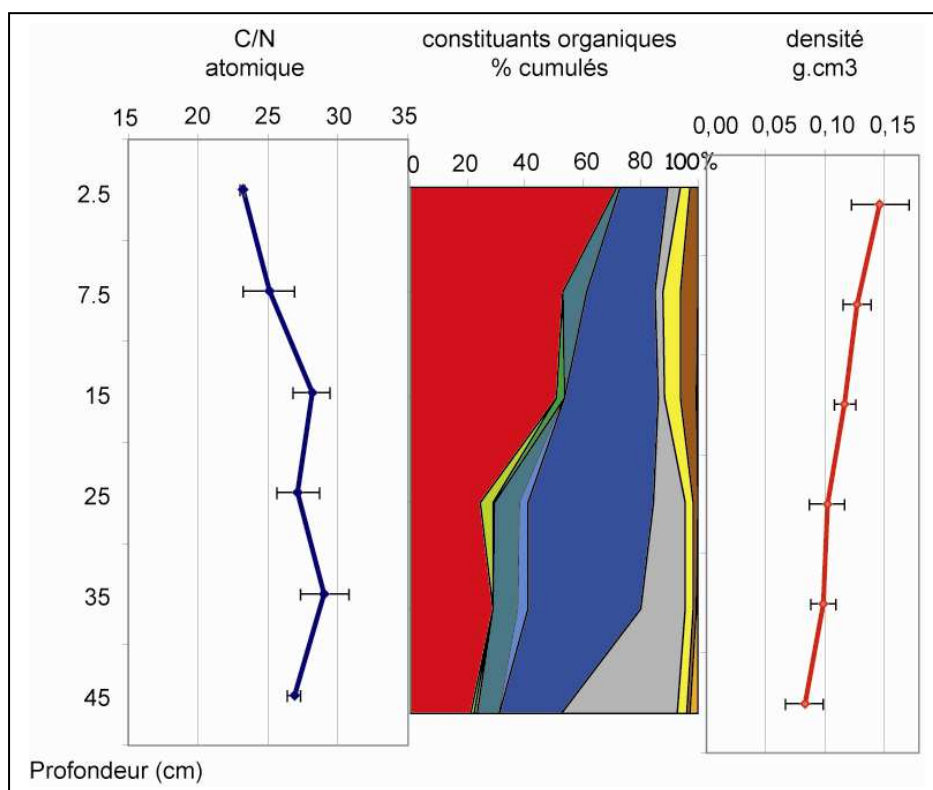 C/N
atomique
15 20 25 30 35
constituants organiques
% cumulés
0 20 40 60 80 100%
densité
g.cm3
0,00 0,05 0,10 0,15
2.5
7.5
15
25
35
45
Profondeur (cm)